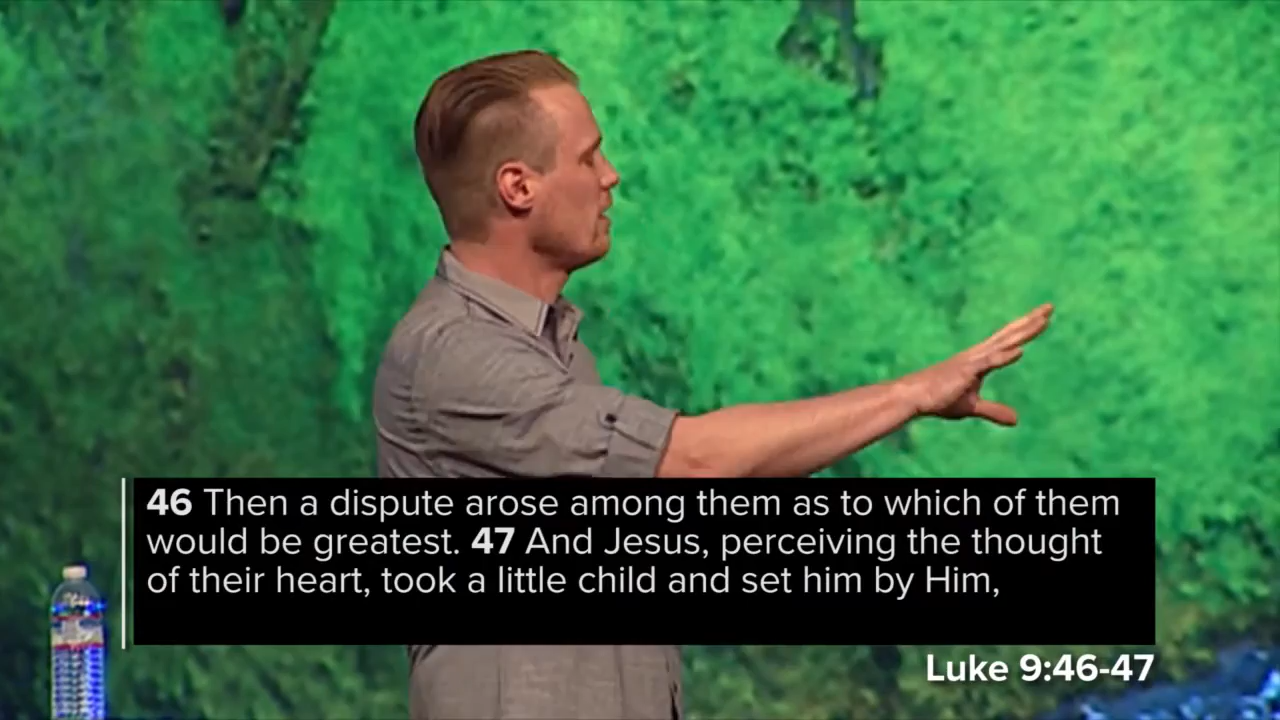 46 Then a dispute arose among them as to which of them
would be greatest. 47 And Jesus, perceiving the thought
of their heart, took a little child and set him by Him,
Luke 9:46-47